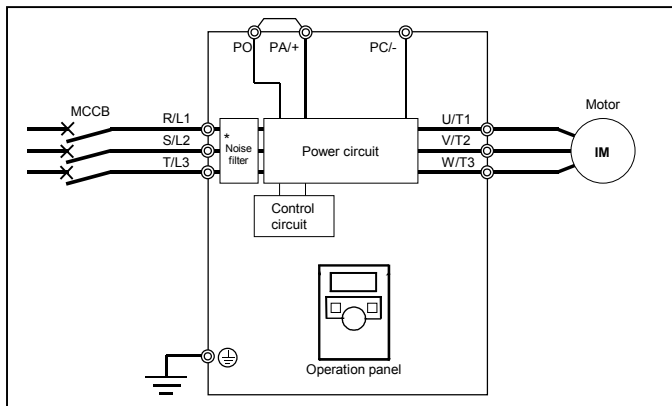 PO PA/+ PC/-
MCCB
R/L1
S/L2
T/L3
*
Noise
filter
Power circuit
U/T1
V/T2
W/T3
Motor
IM
Control
circuit
Operation panel